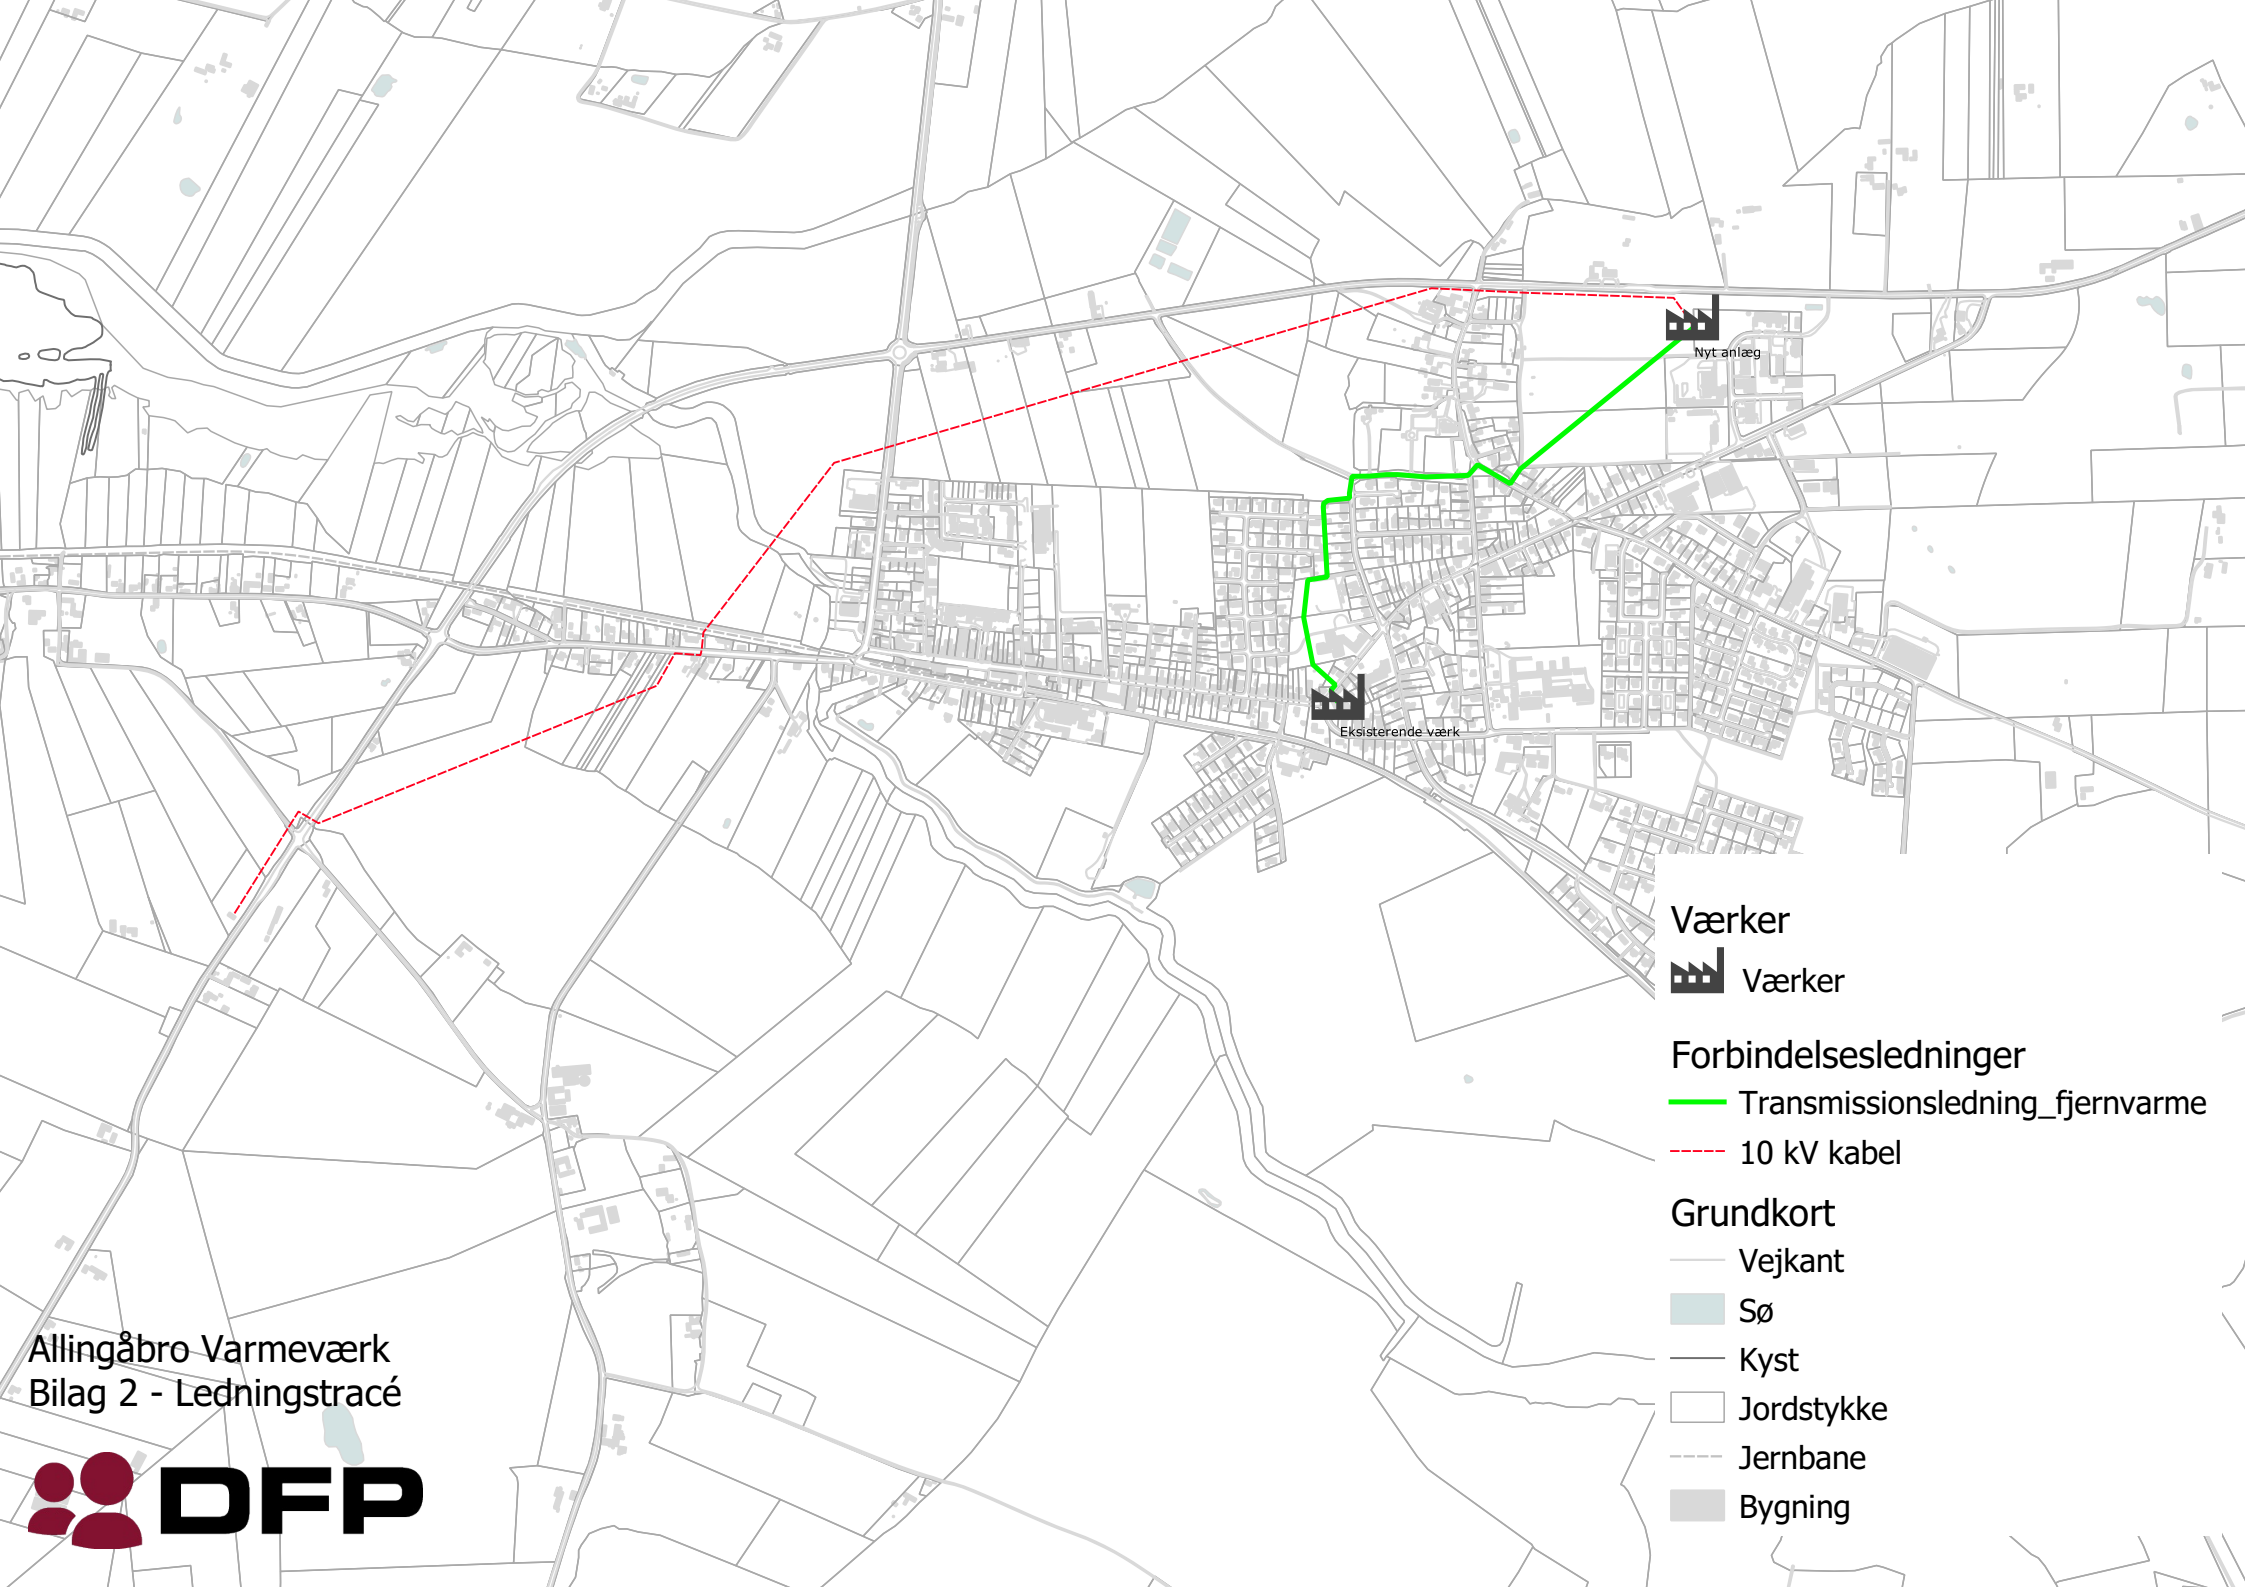 Nyt anlæg
Eksisterende værk
Værker
Værker
Forbindelsesledninger
Transmissionsledning_fjernvarme
10 kV kabel
Grundkort
Vejkant
Sø
Kyst
Jordstykke
Jernbane
Bygning
Allingåbro Varmeværk
Bilag 2 - Ledningstracé
DFP